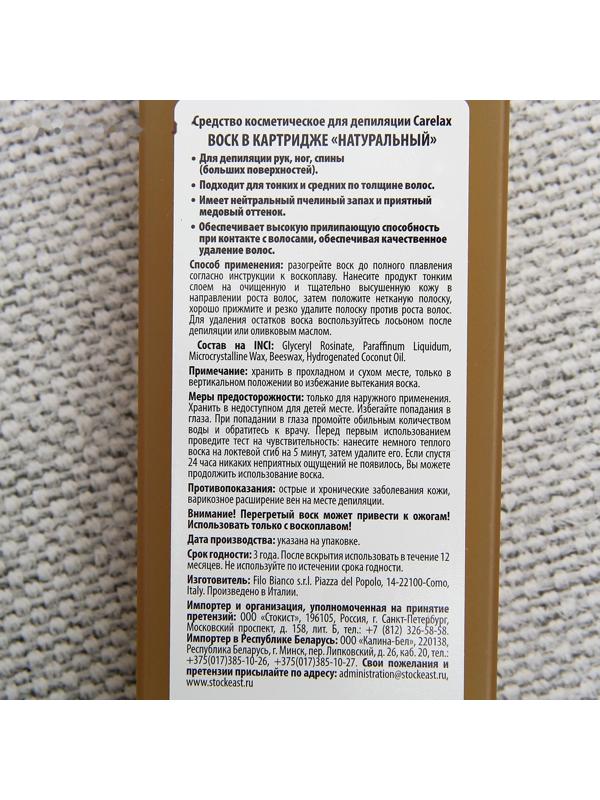 Средство косметическое для депиляции Carelax
ВОСК В КАРТРИДЖЕ «НАТУРАЛЬНЫЙ»
• Для депиляции рук, ног, спины
(больших поверхностей).
• Подходит для тонких и средних по толщине волос.
• Имеет нейтральный пчелиный запах и приятный
медовый оттенок.
• Обеспечивает высокую прилипающую способность
при контакте с волосами, обеспечивая качественное
удаление волос.
Способ применения: разогрейте воск до полного плавления
согласно инструкции к воскоплаву. Нанесите продукт тонким
слоем на очищенную и тщательно высушенную кожу в
направлении роста волос, затем положите нетканую полоску,
хорошо прижмите и резко удалите полоску против роста волос.
Для удаления остатков воска воспользуйтесь лосьоном после
депиляции или оливковым маслом.
Состав на INCI: Glyceryl Rosinate, Paraffinum Liquidum,
Microcrystalline Wax, Beeswax, Hydrogenated Coconut Oil.
Примечание: хранить в прохладном и сухом месте, только в
вертикальном положении во избежание вытекания воска.
Меры предосторожности: только для наружного применения.
Хранить в недоступном для детей месте. Избегайте попадания в
глаза. При попадании в глаза промойте обильным количеством
воды и обратитесь к врачу. Перед первым использованием
проведите тест на чувствительность: нанесите немного теплого
воска на локтевой сгиб на 5 минут, затем удалите его. Если спустя
24 часа никаких неприятных ощущений не появилось, Вы можете
продолжить использование воска.
Противопоказания: острые и хронические заболевания кожи,
варикозное расширение вен на месте депиляции.
Внимание! Перегретый воск может привести к ожогам!
Использовать только с воскоплавом!
Дата производства: указана на упаковке.
Срок годности: 3 года. После вскрытия использовать в течение 12
месяцев. Не используйте по истечении срока годности.
Изготовитель: Filo Bianco s.r.l. Piazza del Popolo, 14-22100-Como,
Italy. Произведено в Италии.
Импортер и организация, уполномоченная на принятие
претензий: ООО «Стокист», 196105, Россия, г. Санкт-Петербург,
Московский проспект, д. 158, лит. Б, тел.: +7 (812) 326-58-58.
Импортер в Республике Беларусь: ООО «Калина-Бел», 220138,
Республика Беларусь, г. Минск, пер. Липковский, д. 26, каб. 20, тел.:
+375(017)385-10-26, +375(017)385-10-27. Свои пожелания и
претензии присылайте по адресу: administration@stockeast.ru
www.stockeast.ru